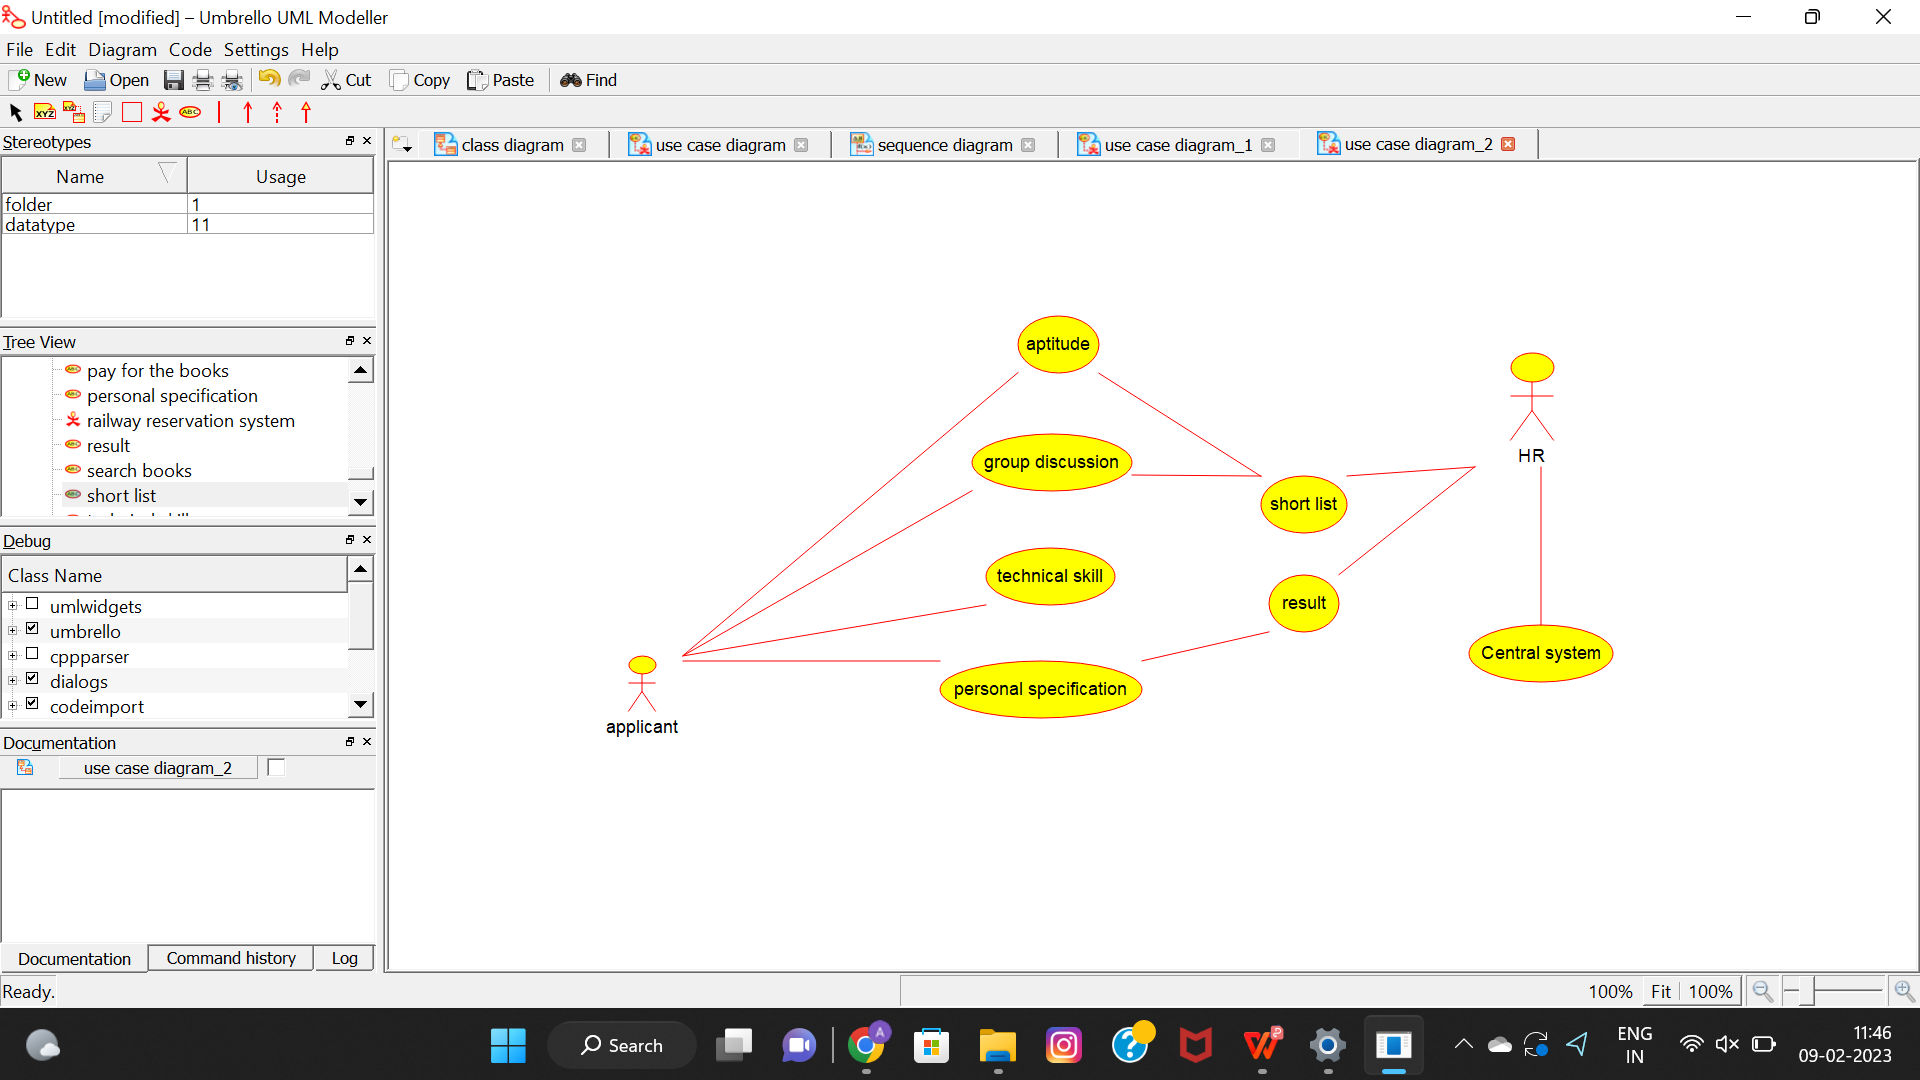 Untitled [modified] – Umbrello UML Modeller
File Edit Diagram Code Settings Help
New Open Cut Copy Paste Find
Stereotypes
Name Usage
folder 1
datatype 11
class diagram use case diagram sequence diagram use case diagram_1 use case diagram_2
Tree View
pay for the books
personal specification
railway reservation system
result
search books
short list
Debug
Class Name
umlwidgets
umbrello
cppparser
dialogs
codeimport
Documentation
use case diagram_2
Documentation Command history Log
aptitude
group discussion
technical skill
personal specification
short list
result
HR
Central system
applicant
Ready.
100% Fit 100%
Search
ENG
IN
11:46
09-02-2023